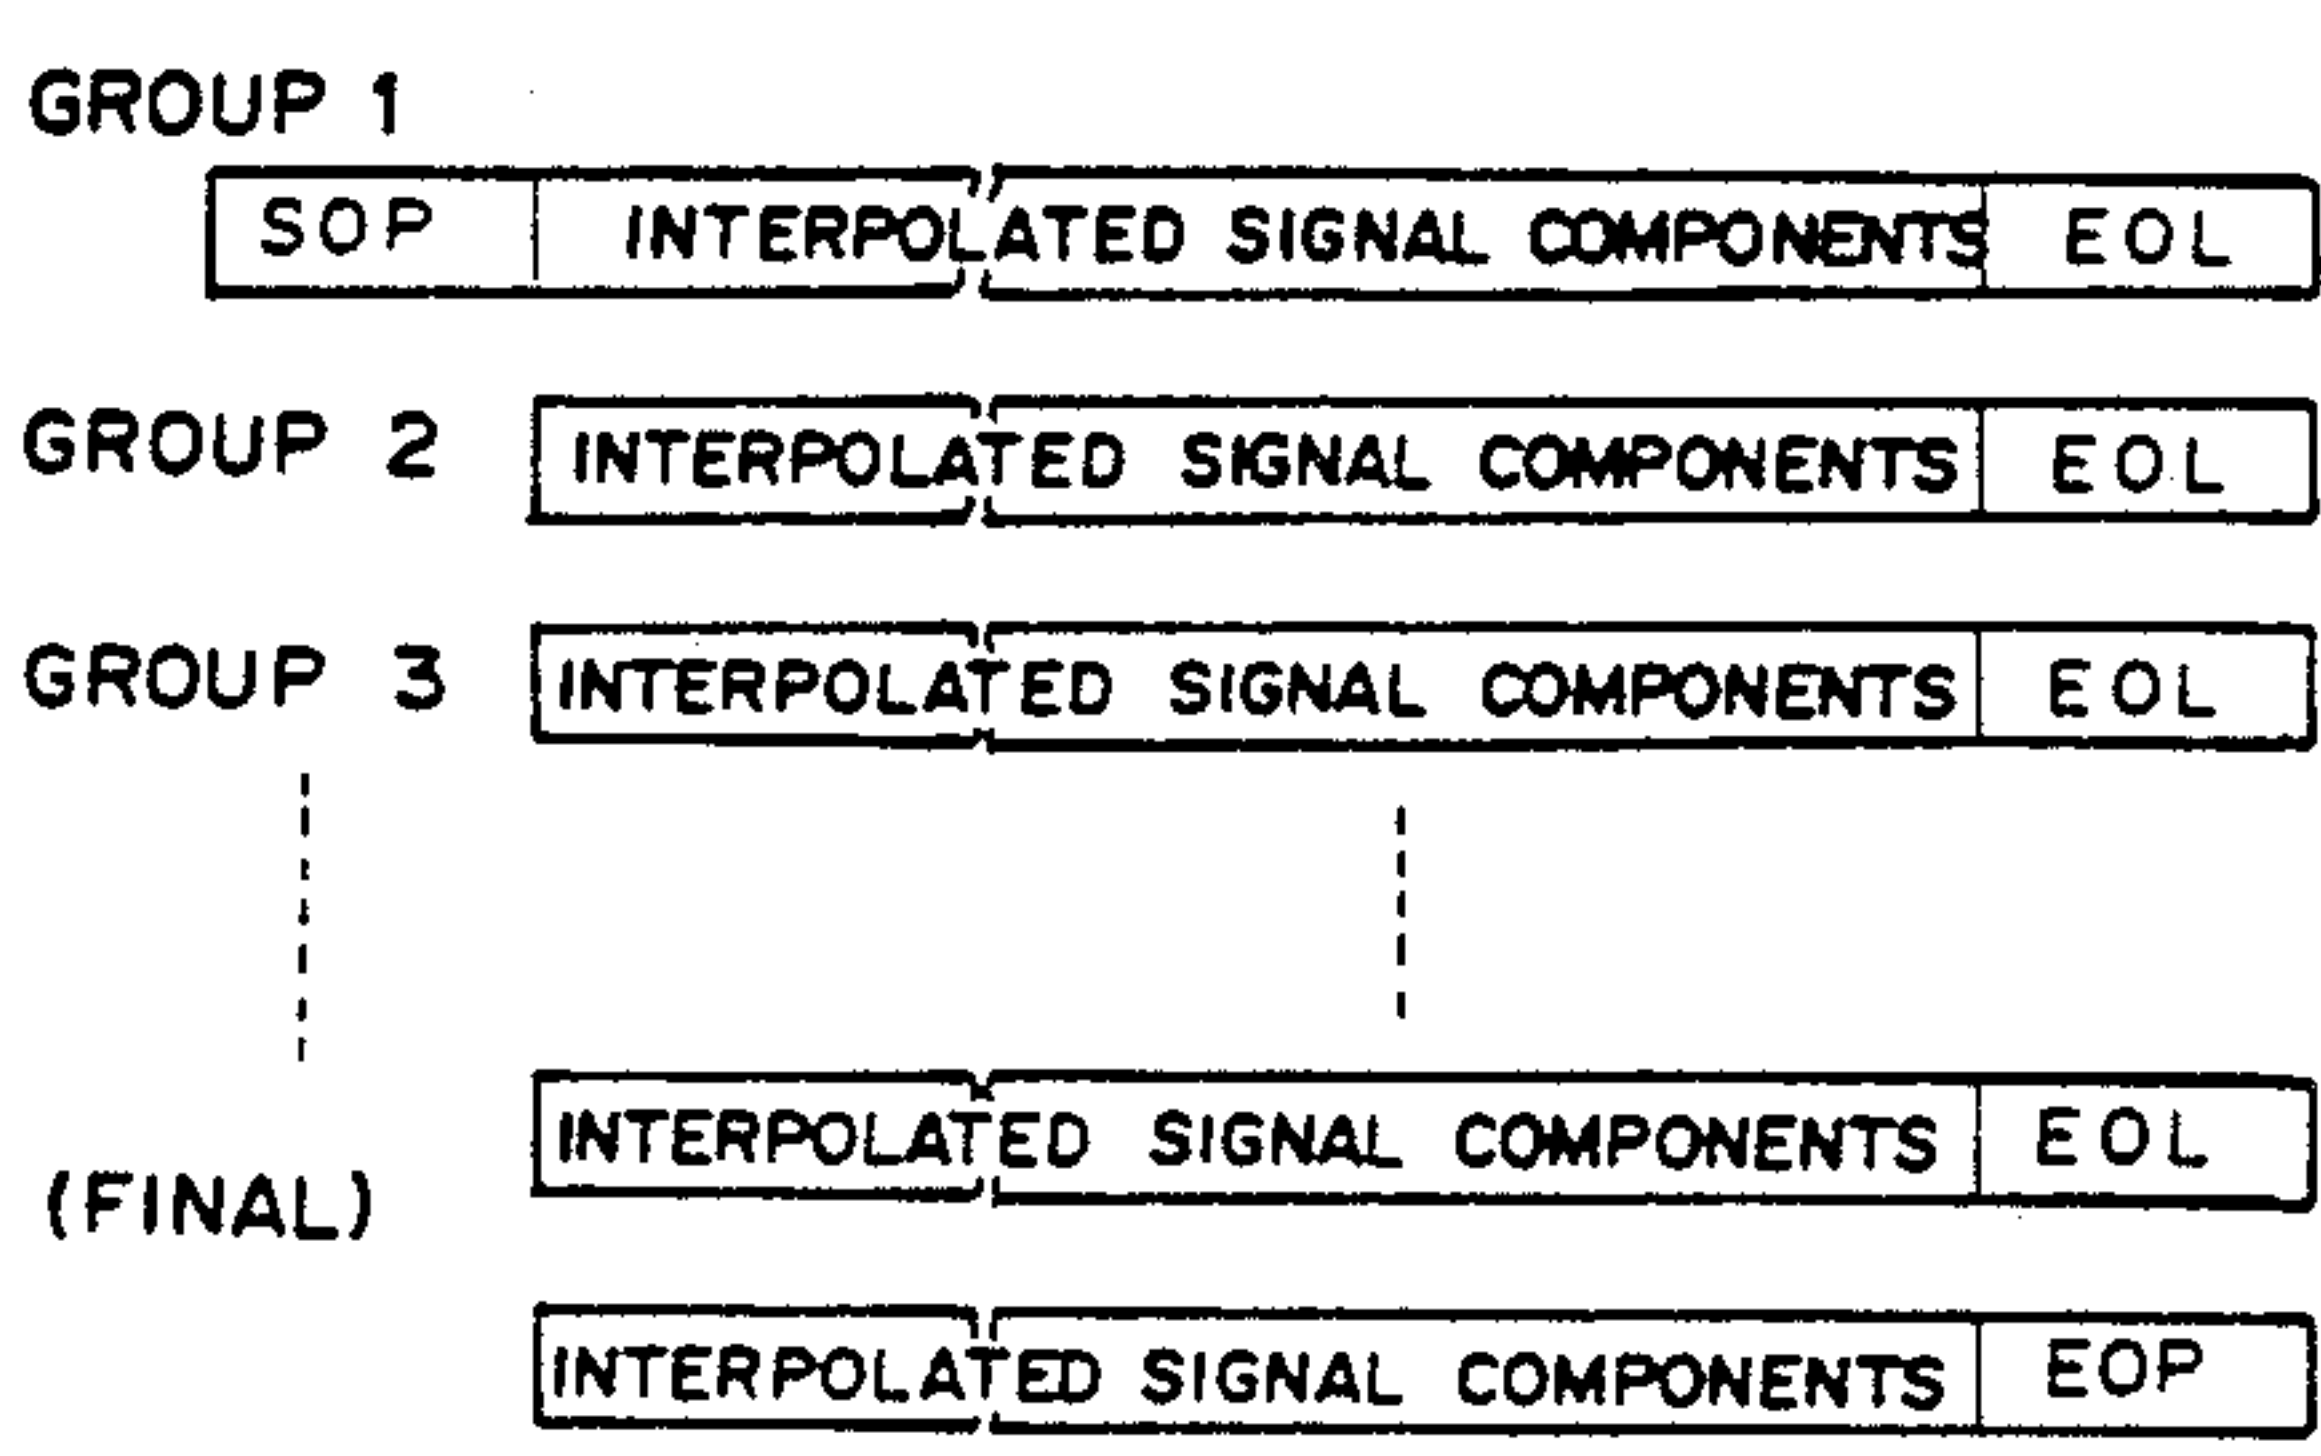 GROUP 1
SOP INTERPOLATED SIGNAL COMPONENTS EOL
GROUP 2 INTERPOLATED SIGNAL COMPONENTS EOL
GROUP 3 INTERPOLATED SIGNAL COMPONENTS EOL
INTERPOLATED SIGNAL COMPONENTS EOL
(FINAL)
INTERPOLATED SIGNAL COMPONENTS EOP